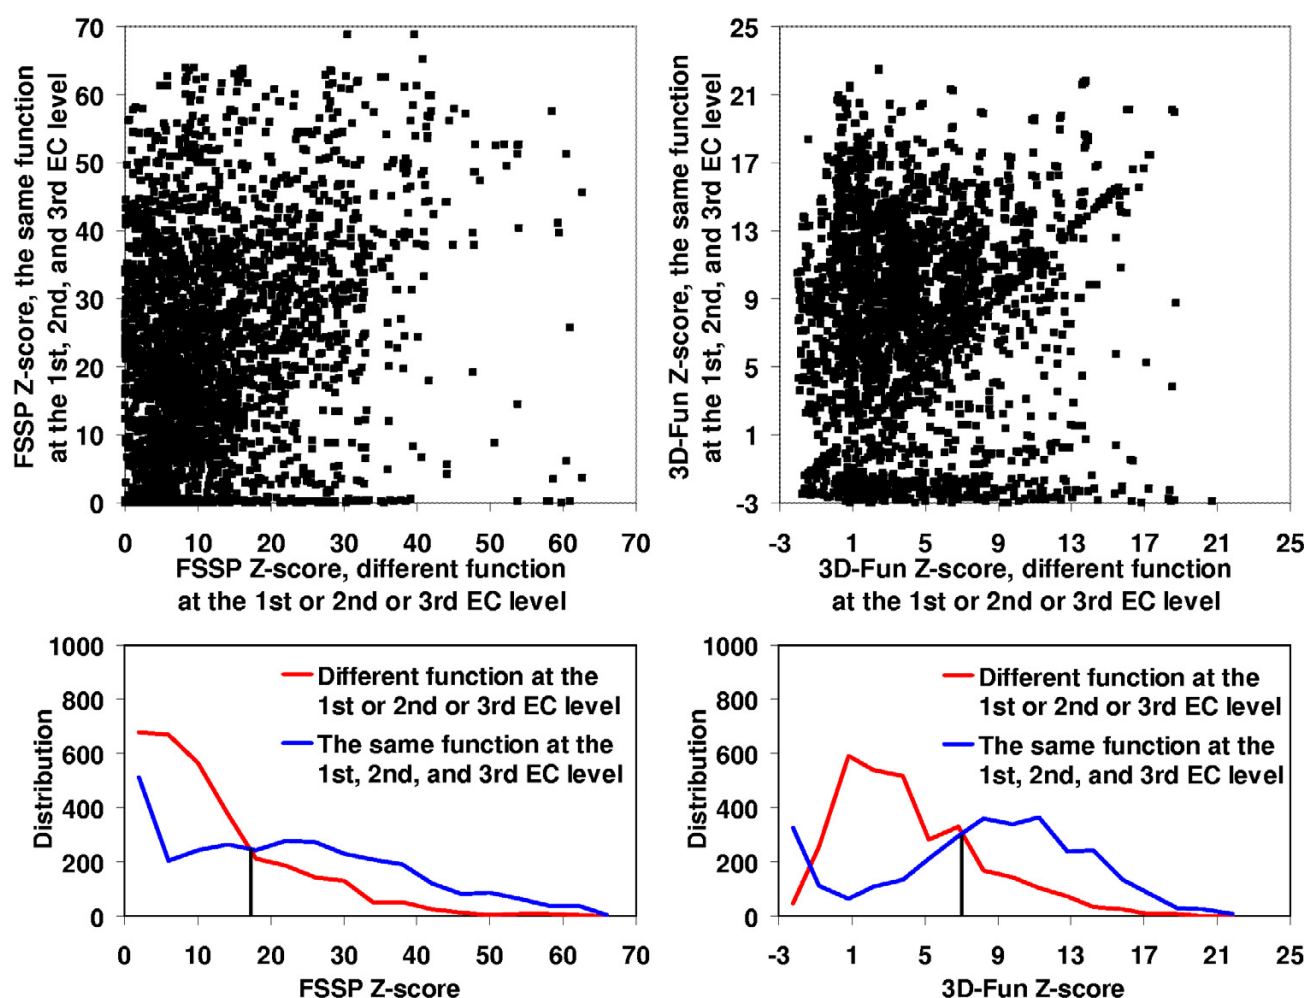 70
60
50
40
30
20
10
0
FSSP Z-score, the same function
at the 1st, 2nd, and 3rd EC level
0 10 20 30 40 50 60 70
FSSP Z-score, different function
at the 1st or 2nd or 3rd EC level
25
21
17
13
9
5
1
-3
3D-Fun Z-score, the same function
at the 1st, 2nd, and 3rd EC level
-3 1 5 9 13 17 21 25
3D-Fun Z-score, different function
at the 1st or 2nd or 3rd EC level
1000
800
600
400
200
0
Distribution
Different function at the
1st or 2nd or 3rd EC level
The same function at the
1st, 2nd, and 3rd EC level
0 10 20 30 40 50 60 70
FSSP Z-score
1000
800
600
400
200
0
Distribution
Different function at the
1st or 2nd or 3rd EC level
The same function at the
1st, 2nd, and 3rd EC level
-3 1 5 9 13 17 21 25
3D-Fun Z-score